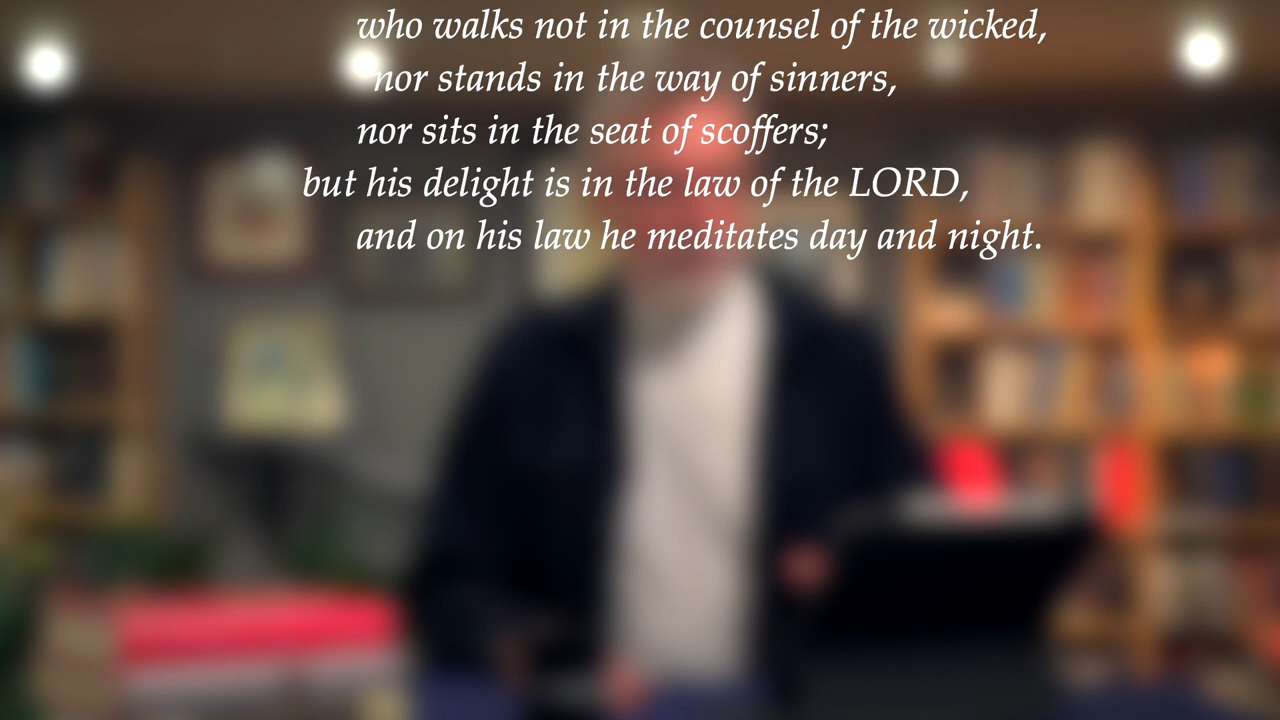 who walks not in the counsel of the wicked,
nor stands in the way of sinners,
nor sits in the seat of scoffers;
but his delight is in the law of the LORD,
and on his law he meditates day and night.